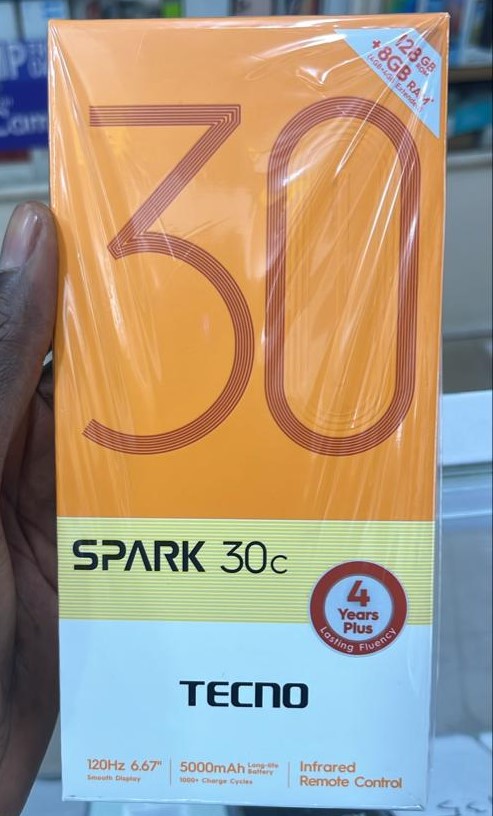 128GB ROM
+8GB RAM*
30
SPARK 30C
4
Years
Plus
Lasting Fluency
TECNO
120Hz 6.67"
Smooth Display
5000mAh Long-life Battery
1000+ Charge Cycles
Infrared
Remote Control